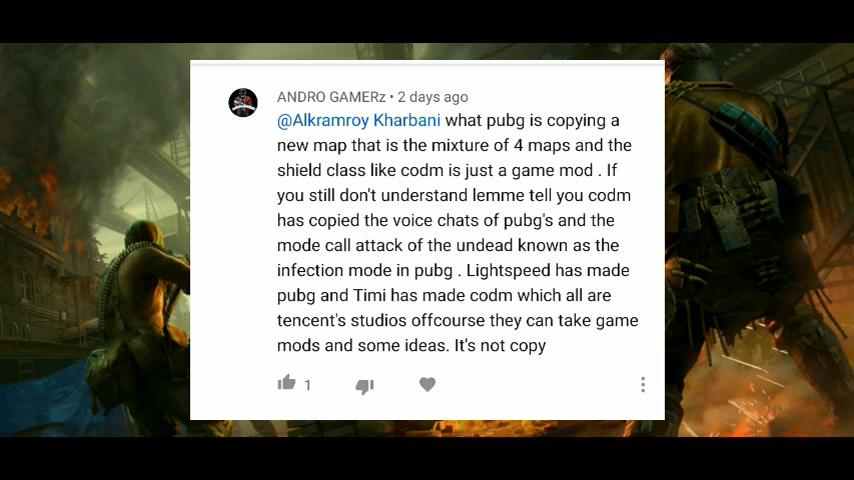 ANDRO GAMERz • 2 days ago
@Alkramroy Kharbani what pubg is copying a
new map that is the mixture of 4 maps and the
shield class like codm is just a game mod . If
you still don't understand lemme tell you codm
has copied the voice chats of pubg's and the
mode call attack of the undead known as the
infection mode in pubg . Lightspeed has made
pubg and Timi has made codm which all are
tencent's studios offcourse they can take game
mods and some ideas. It's not copy
1